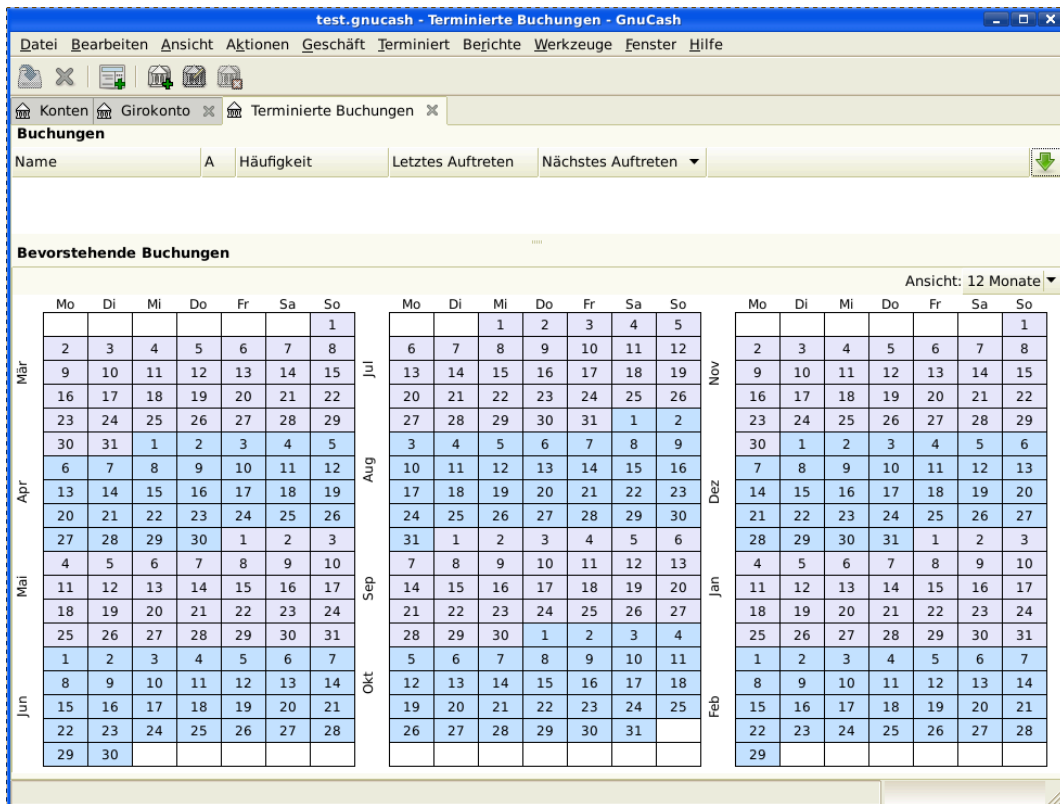 test.gnucash - Terminierte Buchungen - GnuCash
Datei Bearbeiten Ansicht Aktionen Geschäft Terminiert Berichte Werkzeuge Fenster Hilfe
Konten Girokonto Terminierte Buchungen
Buchungen
Name A Häufigkeit Letztes Auftreten Nächstes Auftreten
Bevorstehende Buchungen
Ansicht: 12 Monate
Mo Di Mi Do Fr Sa So
1
2 3 4 5 6 7 8
Mär
9 10 11 12 13 14 15
16 17 18 19 20 21 22
23 24 25 26 27 28 29
30 31 1 2 3 4 5
6 7 8 9 10 11 12
Apr
13 14 15 16 17 18 19
20 21 22 23 24 25 26
27 28 29 30 1 2 3
4 5 6 7 8 9 10
Mai
11 12 13 14 15 16 17
18 19 20 21 22 23 24
25 26 27 28 29 30 31
1 2 3 4 5 6 7
8 9 10 11 12 13 14
Jun
15 16 17 18 19 20 21
22 23 24 25 26 27 28
29 30
Mo Di Mi Do Fr Sa So
1 2 3 4 5
6 7 8 9 10 11 12
Jul
13 14 15 16 17 18 19
20 21 22 23 24 25 26
27 28 29 30 31 1 2
3 4 5 6 7 8 9
Aug
10 11 12 13 14 15 16
17 18 19 20 21 22 23
24 25 26 27 28 29 30
31 1 2 3 4 5 6
7 8 9 10 11 12 13
Sep
14 15 16 17 18 19 20
21 22 23 24 25 26 27
28 29 30 1 2 3 4
5 6 7 8 9 10 11
Okt
12 13 14 15 16 17 18
19 20 21 22 23 24 25
26 27 28 29 30 31
Mo Di Mi Do Fr Sa So
1
2 3 4 5 6 7 8
Nov
9 10 11 12 13 14 15
16 17 18 19 20 21 22
23 24 25 26 27 28 29
30 1 2 3 4 5 6
7 8 9 10 11 12 13
Dez
14 15 16 17 18 19 20
21 22 23 24 25 26 27
28 29 30 31 1 2 3
4 5 6 7 8 9 10
Jan
11 12 13 14 15 16 17
18 19 20 21 22 23 24
25 26 27 28 29 30 31
1 2 3 4 5 6 7
8 9 10 11 12 13 14
Feb
15 16 17 18 19 20 21
22 23 24 25 26 27 28
29